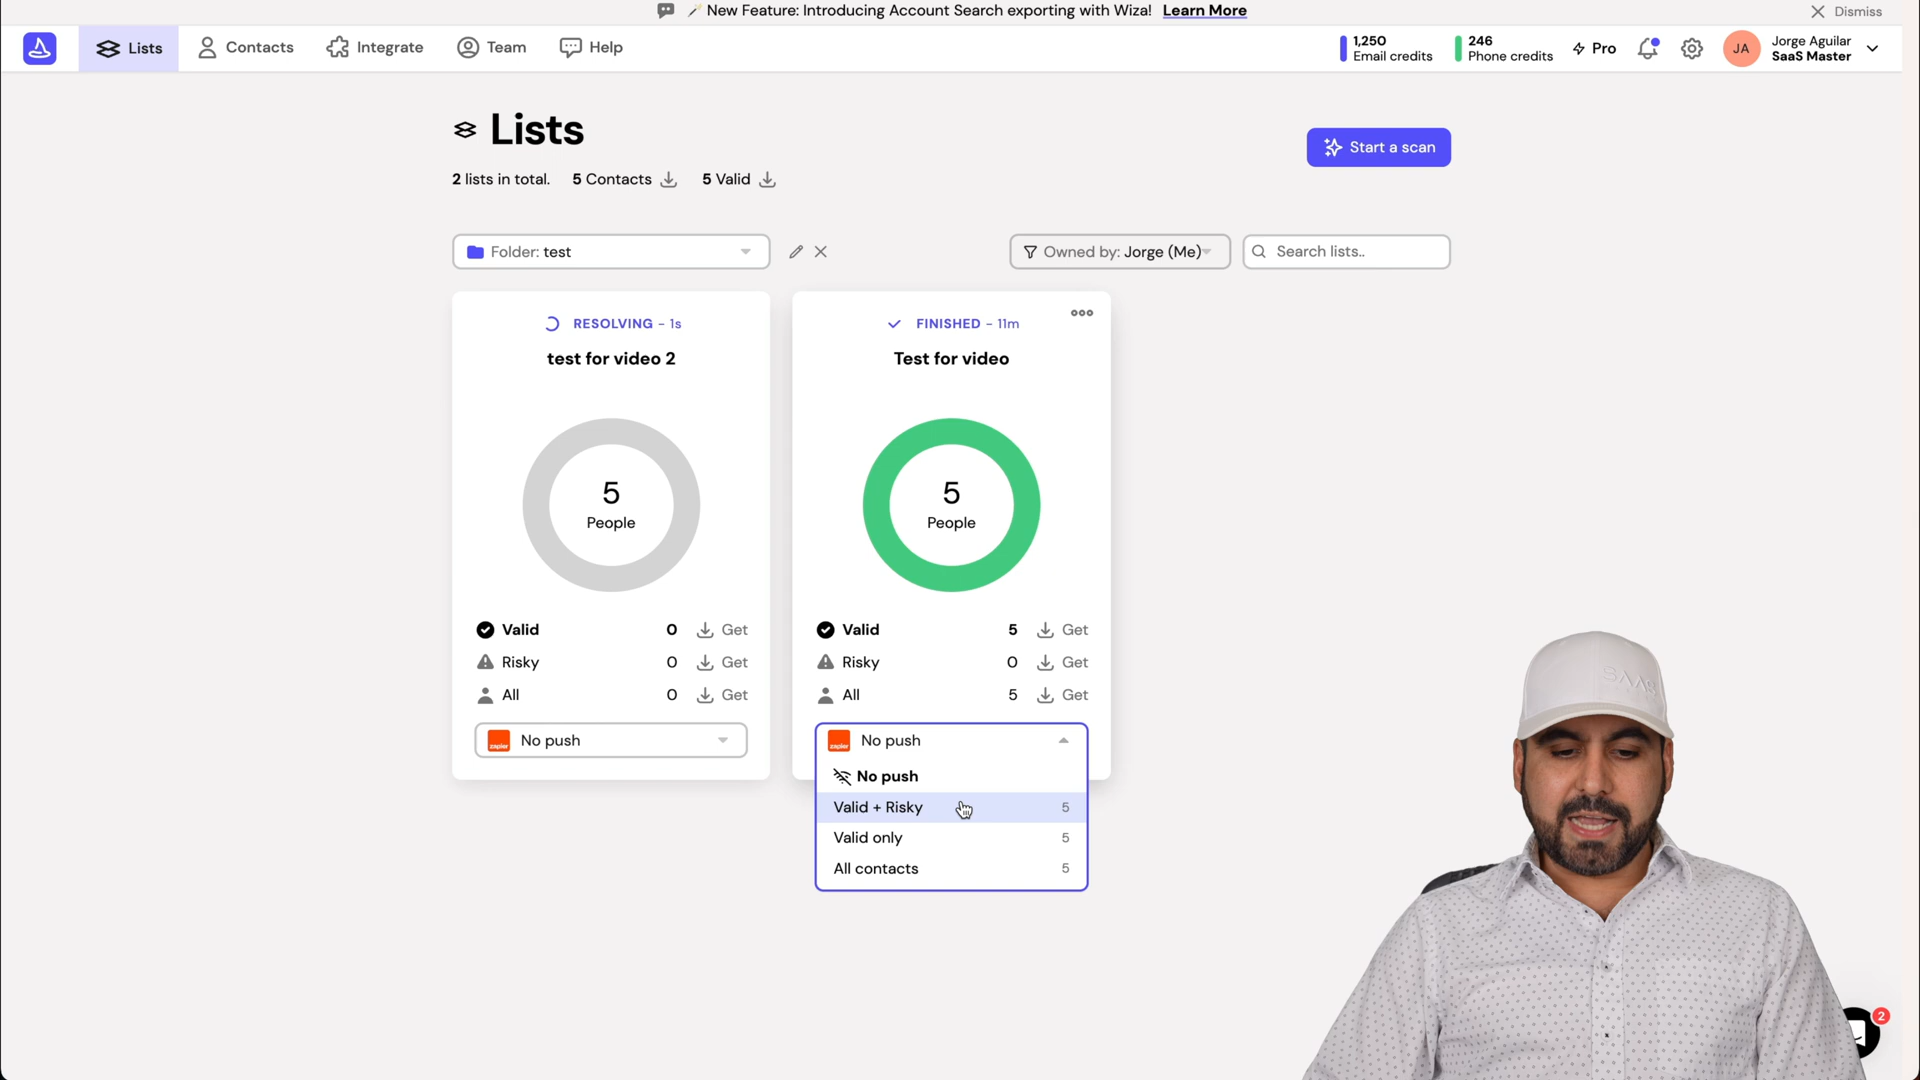 🪄 New Feature: Introducing Account Search exporting with Wiza! Learn More
Dismiss
Lists
Contacts
Integrate
Team
Help
1,250
Email credits
246
Phone credits
Pro
JA
Jorge Aguilar
SaaS Master
Lists
Start a scan
2 lists in total. 5 Contacts 5 Valid
Folder: test
Owned by: Jorge (Me)
Search lists..
RESOLVING - 1s
test for video 2
5
People
Valid 0 Get
Risky 0 Get
All 0 Get
zapier No push
FINISHED - 11m
Test for video
5
People
Valid 5 Get
Risky 0 Get
All 5 Get
zapier No push
No push
Valid + Risky 5
Valid only 5
All contacts 5
SAAS
2